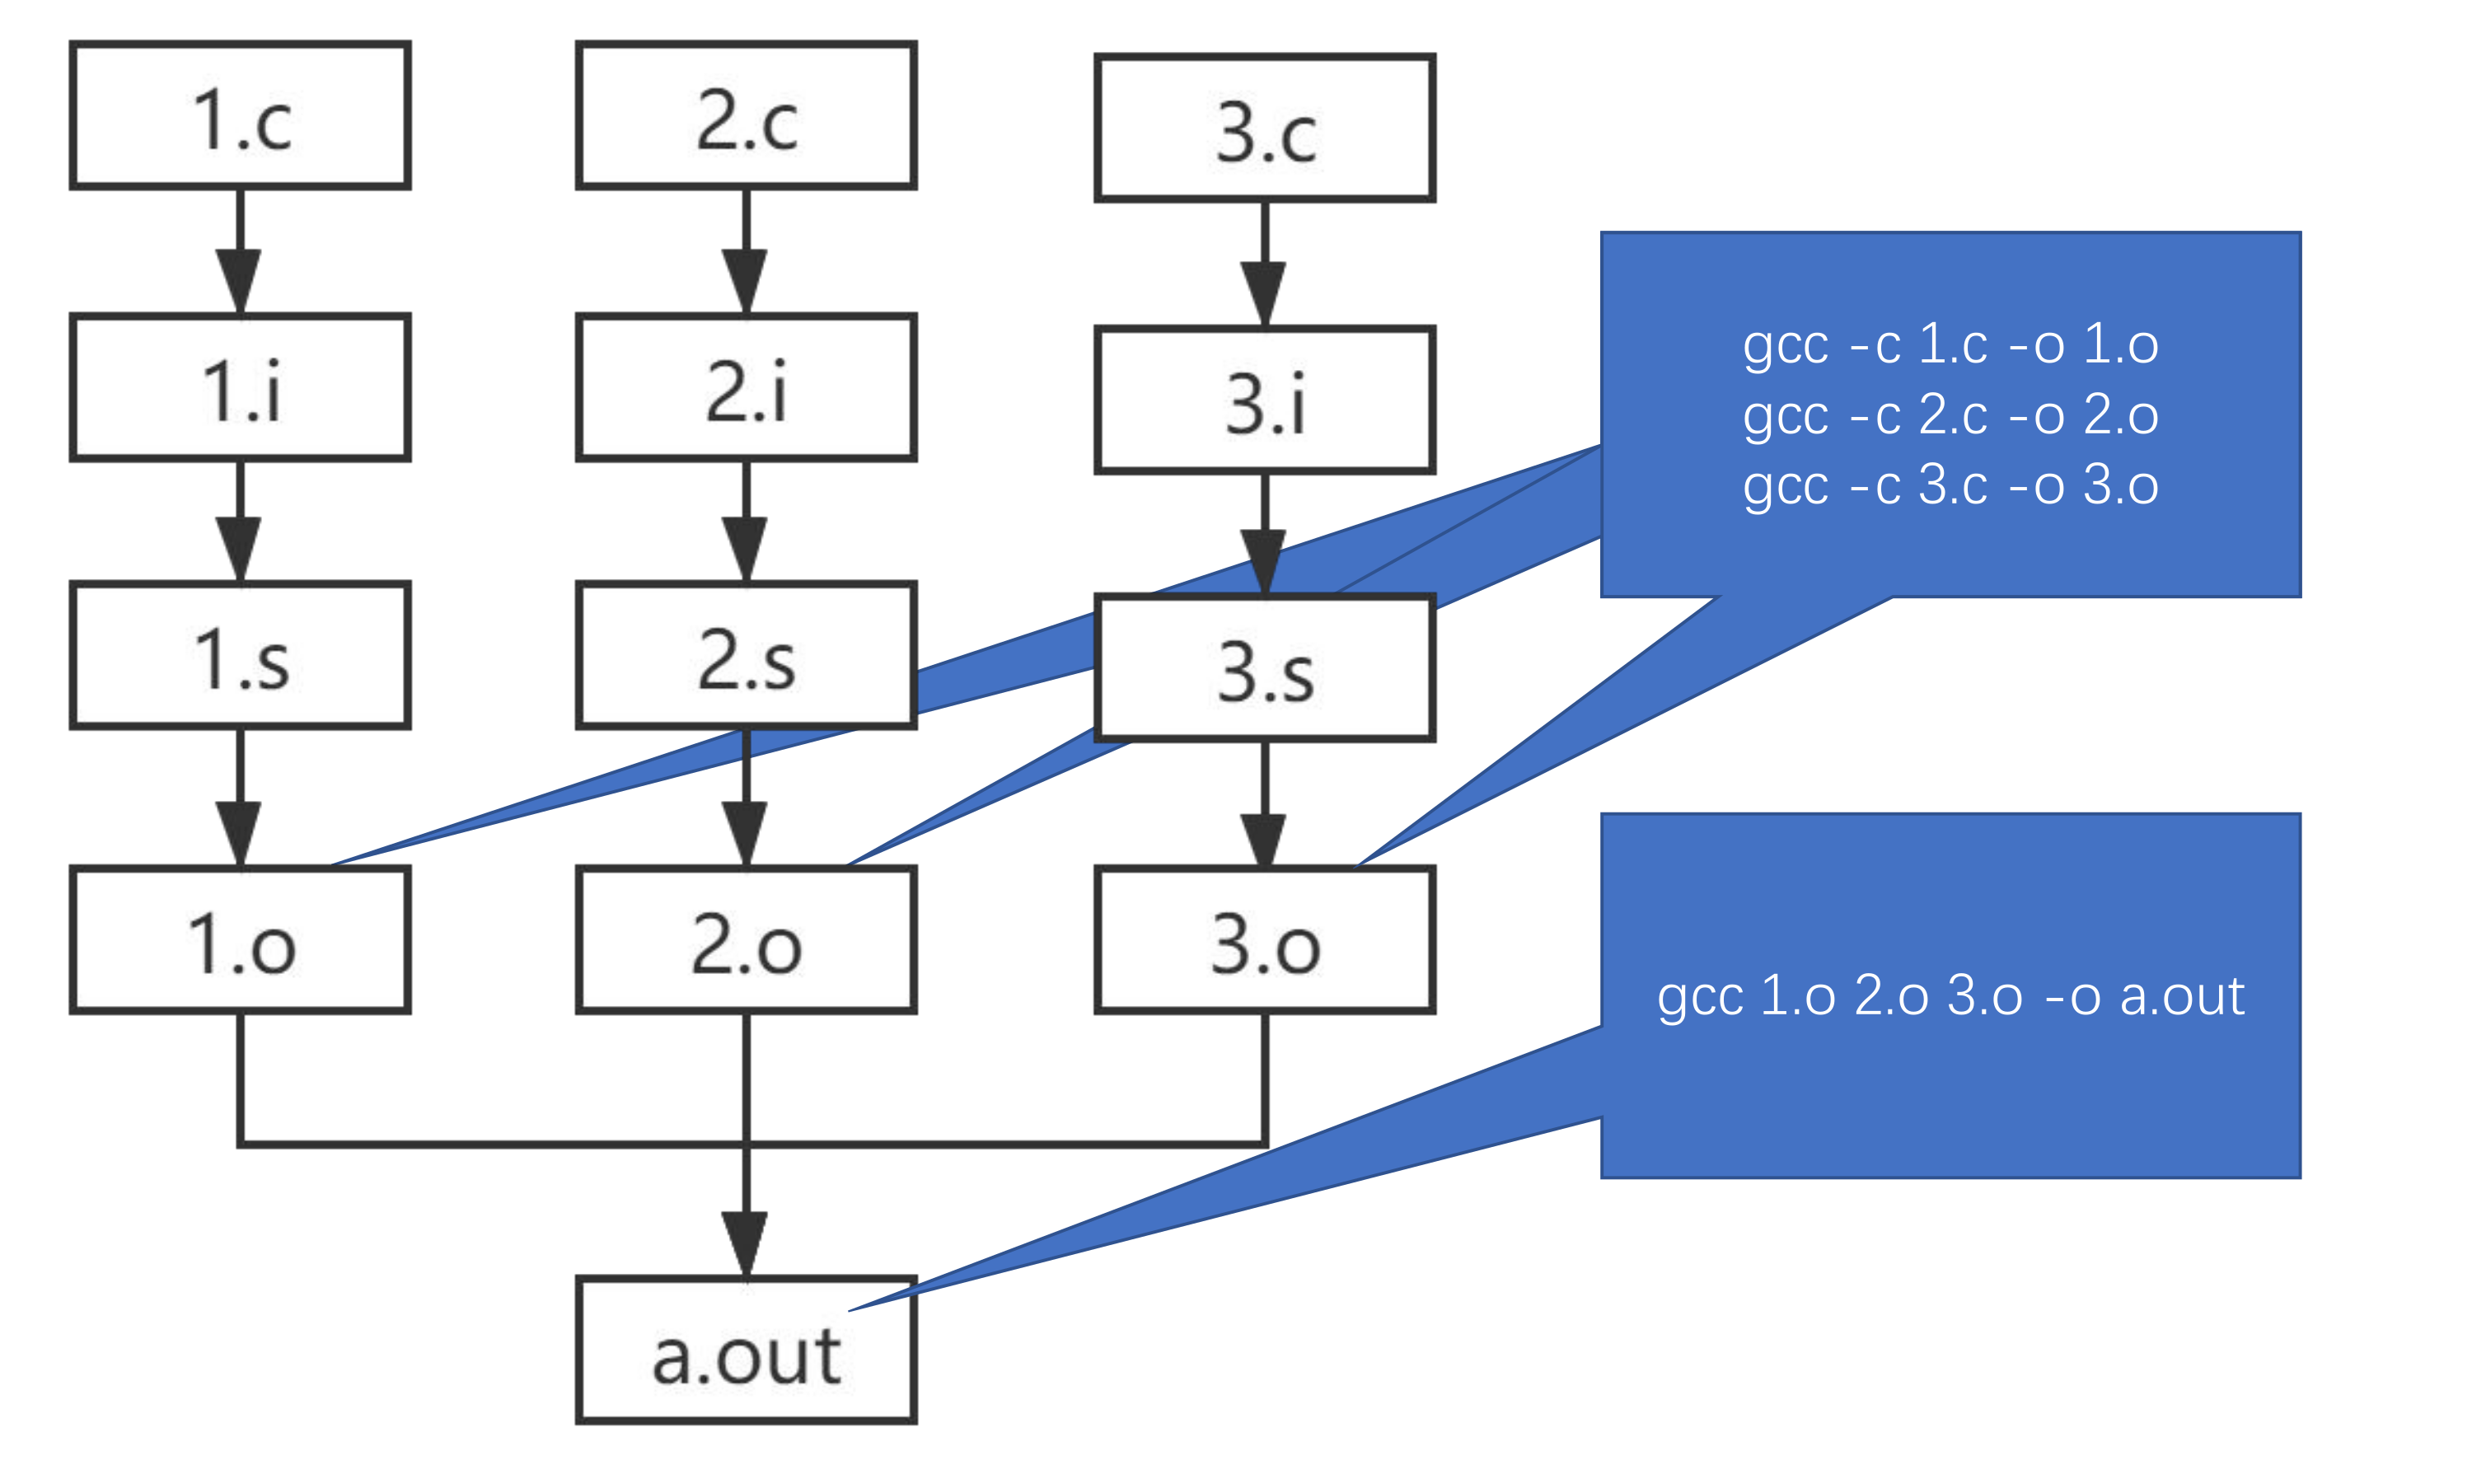 1.c
2.c
3.c
1.i
2.i
3.i
gcc -c 1.c -o 1.o
gcc -c 2.c -o 2.o
gcc -c 3.c -o 3.o
1.s
2.s
3.s
1.o
2.o
3.o
gcc 1.o 2.o 3.o -o a.out
a.out